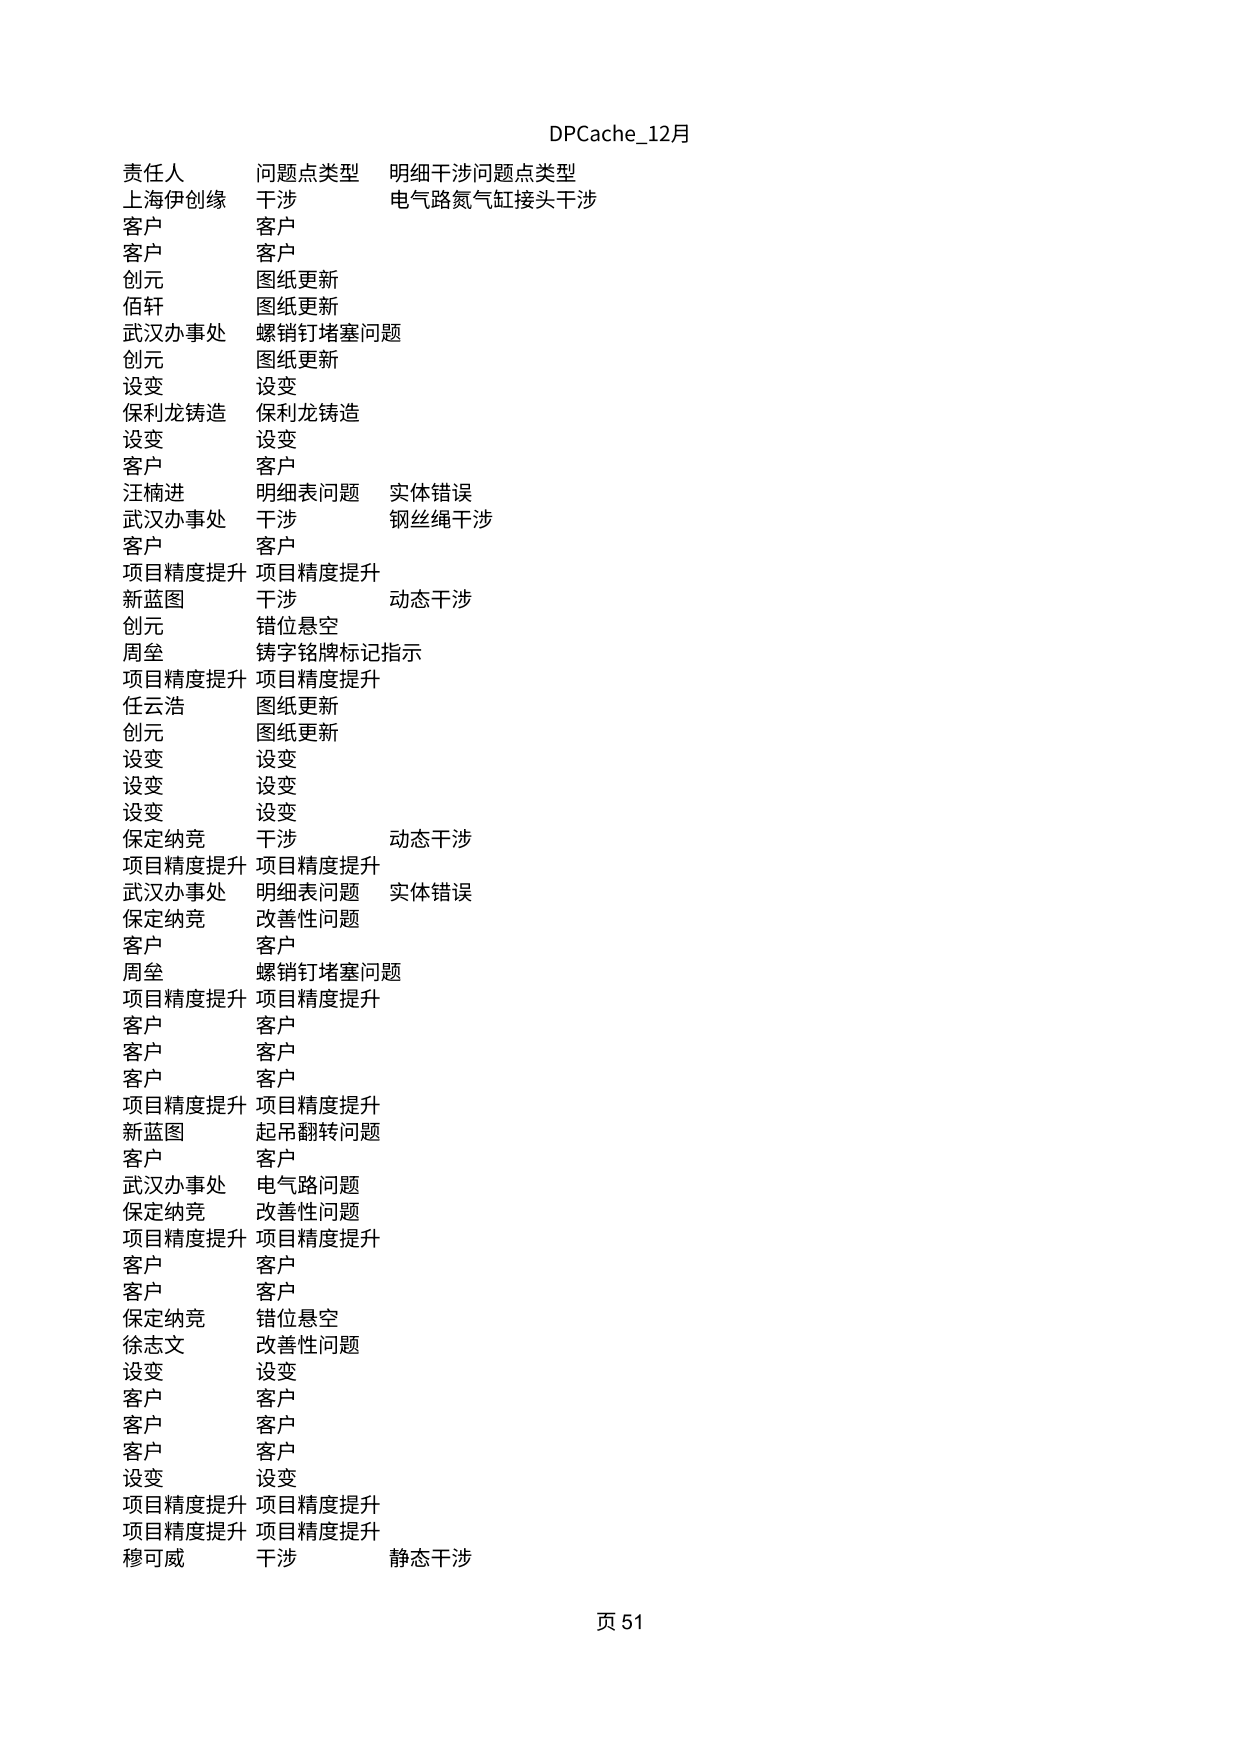 DPCache_12月
责任人 问题点类型 明细干涉问题点类型
上海伊创缘 干涉 电气路氮气缸接头干涉
客户 客户
客户 客户
创元 图纸更新
佰轩 图纸更新
武汉办事处 螺销钉堵塞问题
创元 图纸更新
设变 设变
保利龙铸造 保利龙铸造
设变 设变
客户 客户
汪楠进 明细表问题 实体错误
武汉办事处 干涉 钢丝绳干涉
客户 客户
项目精度提升 项目精度提升
新蓝图 干涉 动态干涉
创元 错位悬空
周垒 铸字铭牌标记指示
项目精度提升 项目精度提升
任云浩 图纸更新
创元 图纸更新
设变 设变
设变 设变
设变 设变
保定纳竞 干涉 动态干涉
项目精度提升 项目精度提升
武汉办事处 明细表问题 实体错误
保定纳竞 改善性问题
客户 客户
周垒 螺销钉堵塞问题
项目精度提升 项目精度提升
客户 客户
客户 客户
客户 客户
项目精度提升 项目精度提升
新蓝图 起吊翻转问题
客户 客户
武汉办事处 电气路问题
保定纳竞 改善性问题
项目精度提升 项目精度提升
客户 客户
客户 客户
保定纳竞 错位悬空
徐志文 改善性问题
设变 设变
客户 客户
客户 客户
客户 客户
设变 设变
项目精度提升 项目精度提升
项目精度提升 项目精度提升
穆可威 干涉 静态干涉
页 51